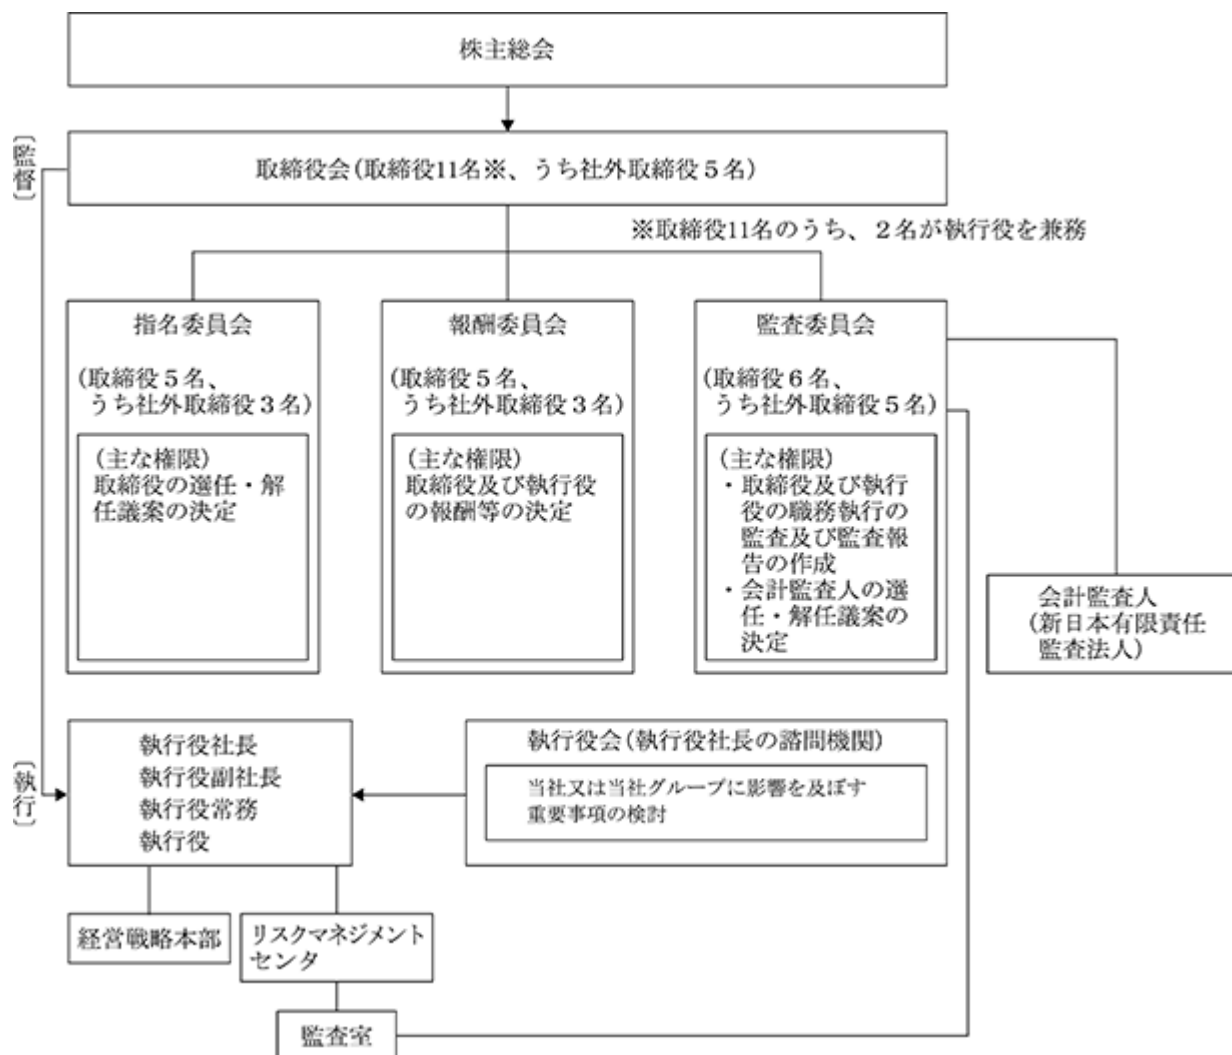 株主総会
〔監督〕
取締役会(取締役11名※、うち社外取締役５名)
※取締役11名のうち、２名が執行役を兼務
指名委員会
(取締役５名、
うち社外取締役３名)
(主な権限)
取締役の選任・解
任議案の決定
報酬委員会
(取締役５名、
うち社外取締役３名)
(主な権限)
取締役及び執行役
の報酬等の決定
監査委員会
(取締役６名、
うち社外取締役５名)
(主な権限)
・取締役及び執行
役の職務執行の
監査及び監査報
告の作成
・会計監査人の選
任・解任議案の
決定
会計監査人
(新日本有限責任
監査法人)
〔執行〕
執行役社長
執行役副社長
執行役常務
執行役
執行役会(執行役社長の諮問機関)
当社又は当社グループに影響を及ぼす
重要事項の検討
経営戦略本部
リスクマネジメント
センタ
監査室